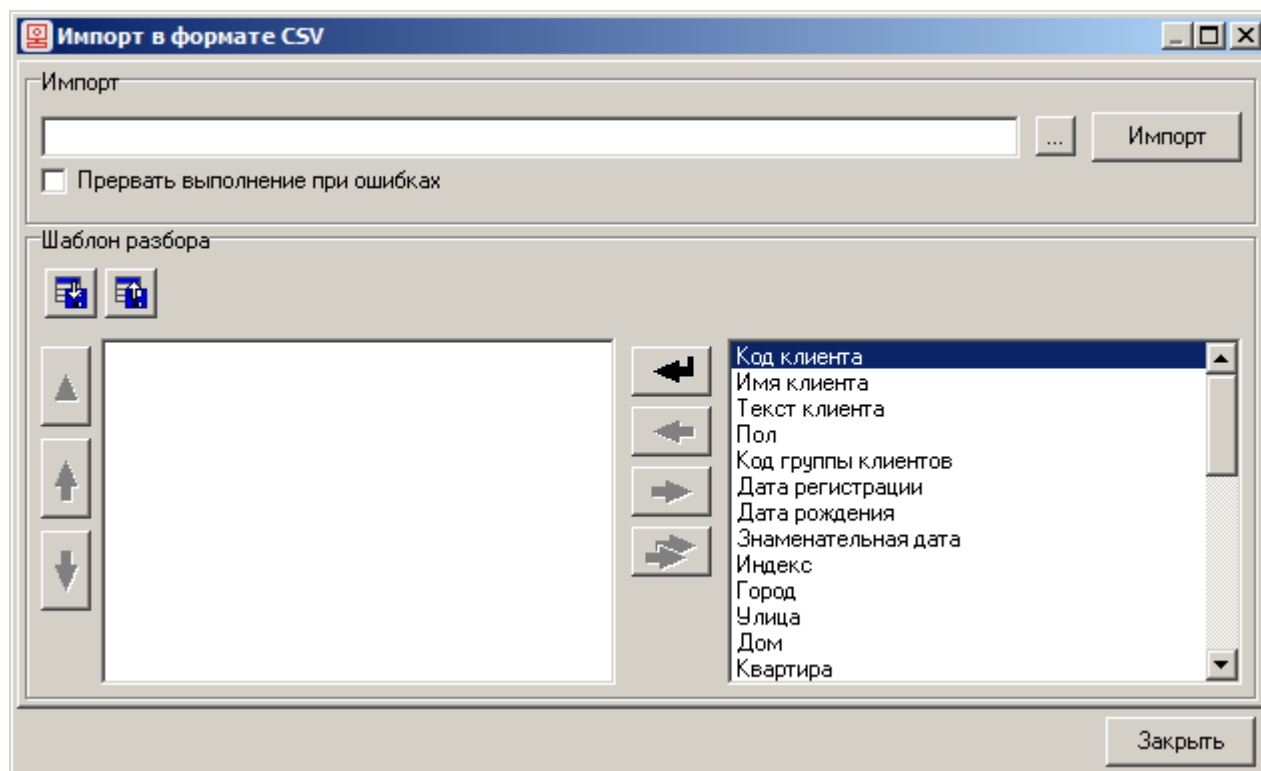 Импорт в формате CSV
Импорт
... Импорт
Прервать выполнение при ошибках
Шаблон разбора
Код клиента
Имя клиента
Текст клиента
Пол
Код группы клиентов
Дата регистрации
Дата рождения
Знаменательная дата
Индекс
Город
Улица
Дом
Квартира
Закрыть